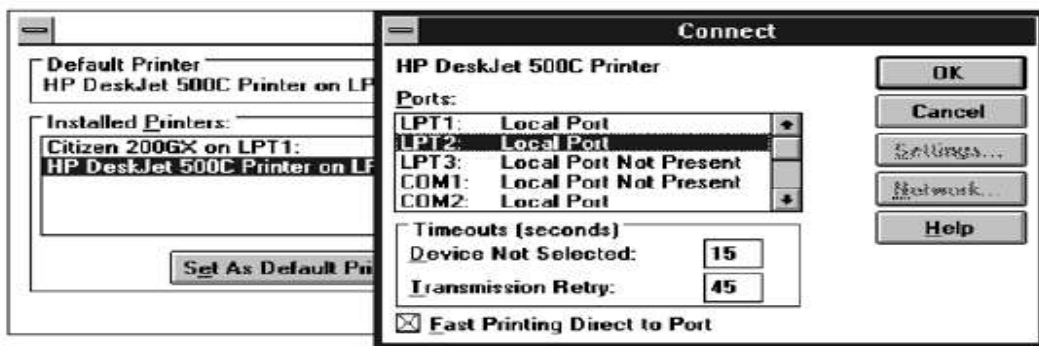 Default Printer
HP DeskJet 500C Printer on LP
Installed Printers:
Citizen 200GX on LPT1:
HP DeskJet 500C Printer on LP
Set As Default Pri
Connect
HP DeskJet 500C Printer
Ports:
LPT1: Local Port
LPT2: Local Port
LPT3: Local Port Not Present
COM1: Local Port Not Present
COM2: Local Port
Timeouts (seconds)
Device Not Selected: 15
Transmission Retry: 45
Fast Printing Direct to Port
OK
Cancel
Settings...
Network...
Help